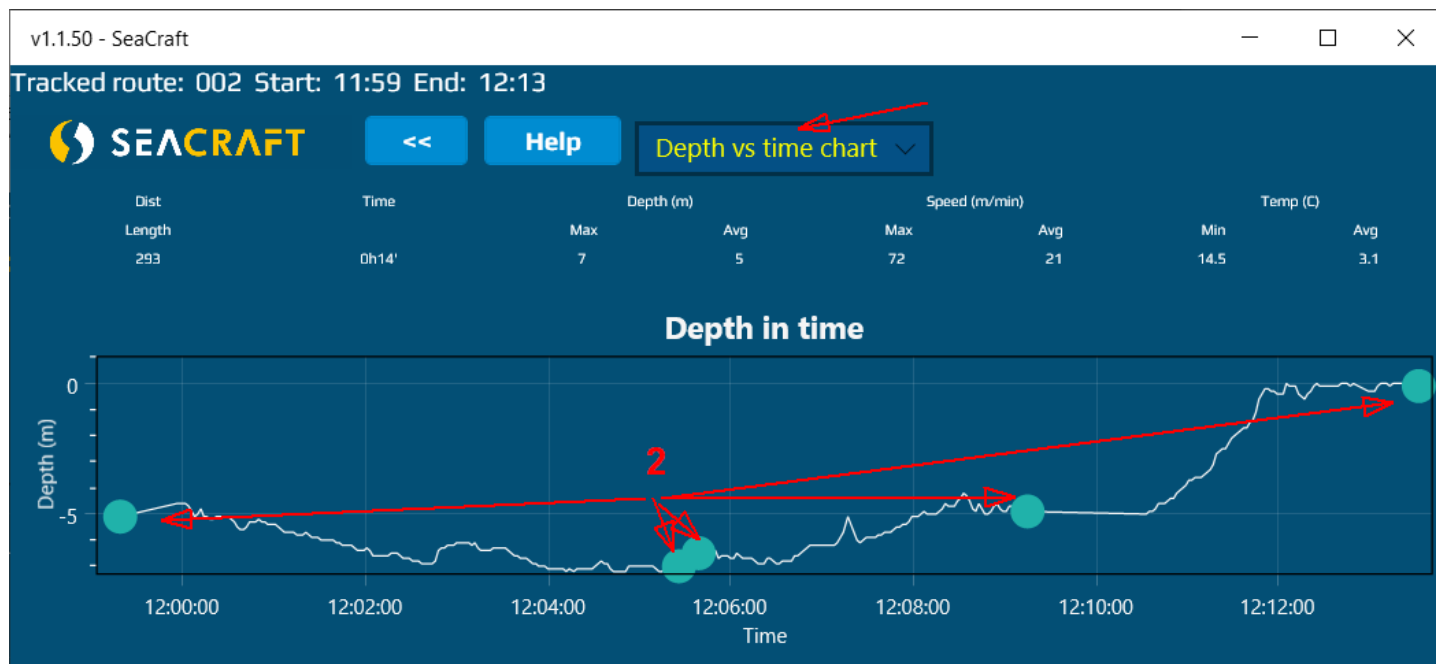 v1.1.50 - SeaCraft
Tracked route: 002 Start: 11:59 End: 12:13
SEACRAFT << Help Depth vs time chart
Dist Time Depth (m) Speed (m/min) Temp (C)
Length Max Avg Max Avg Min Avg
293 0h14' 7 5 72 21 14.5 3.1
Depth in time
0
2
-5
Depth (m)
12:00:00 12:02:00 12:04:00 12:06:00 12:08:00 12:10:00 12:12:00
Time